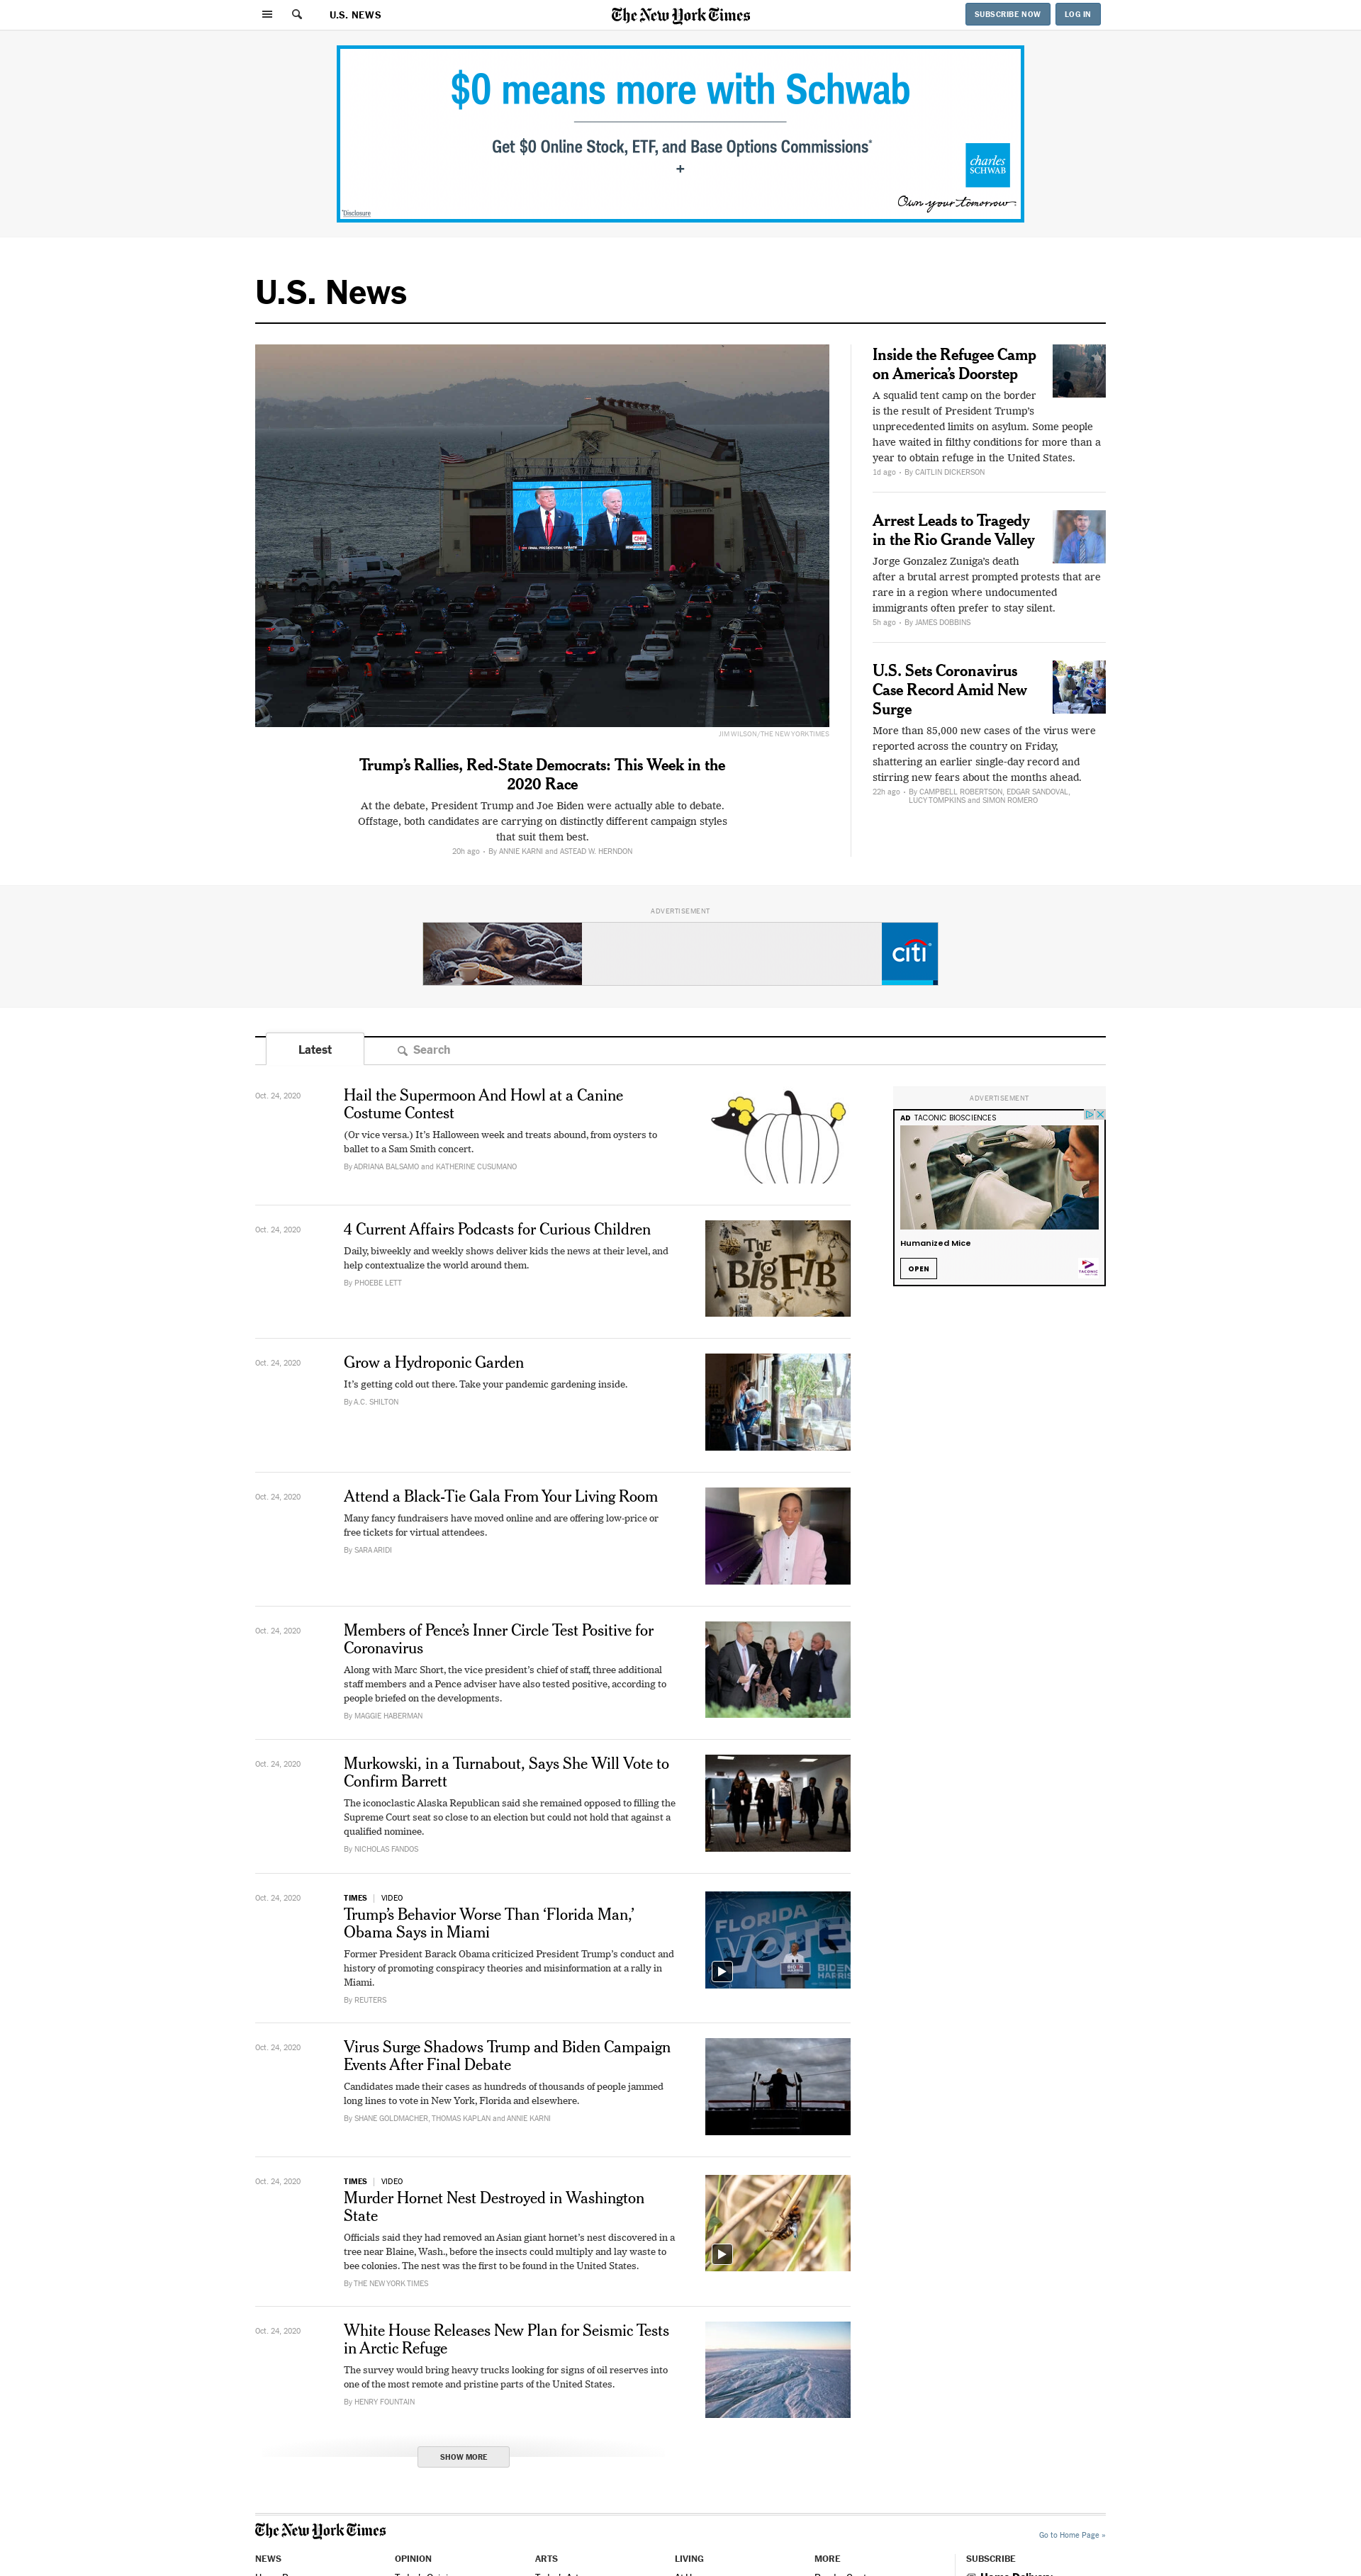 U.S. NEWS
The New York Times
SUBSCRIBE NOW
LOG IN
$0 means more with Schwab
Get $0 Online Stock, ETF, and Base Options Commissions*
+
charles
SCHWAB
Own your tomorrow
*Disclosure
U.S. News
FINAL PRESIDENTIAL DEBATE
CNN
JIM WILSON/THE NEW YORK TIMES
Trump's Rallies, Red-State Democrats: This Week in the
2020 Race
At the debate, President Trump and Joe Biden were actually able to debate.
Offstage, both candidates are carrying on distinctly different campaign styles
that suit them best.
20h ago • By ANNIE KARNI and ASTEAD W. HERNDON
Inside the Refugee Camp
on America's Doorstep
A squalid tent camp on the border
is the result of President Trump's
unprecedented limits on asylum. Some people
have waited in filthy conditions for more than a
year to obtain refuge in the United States.
1d ago • By CAITLIN DICKERSON
Arrest Leads to Tragedy
in the Rio Grande Valley
Jorge Gonzalez Zuniga's death
after a brutal arrest prompted protests that are
rare in a region where undocumented
immigrants often prefer to stay silent.
5h ago • By JAMES DOBBINS
U.S. Sets Coronavirus
Case Record Amid New
Surge
More than 85,000 new cases of the virus were
reported across the country on Friday,
shattering an earlier single-day record and
stirring new fears about the months ahead.
22h ago • By CAMPBELL ROBERTSON, EDGAR SANDOVAL,
LUCY TOMPKINS and SIMON ROMERO
ADVERTISEMENT
citi
Latest
Search
Oct. 24, 2020
Hail the Supermoon And Howl at a Canine
Costume Contest
(Or vice versa.) It's Halloween week and treats abound, from oysters to
ballet to a Sam Smith concert.
By ADRIANA BALSAMO and KATHERINE CUSUMANO
ADVERTISEMENT
AD TACONIC BIOSCIENCES
Humanized Mice
OPEN
TACONIC
Oct. 24, 2020
4 Current Affairs Podcasts for Curious Children
Daily, biweekly and weekly shows deliver kids the news at their level, and
help contextualize the world around them.
By PHOEBE LETT
THE
BIG FIB
Oct. 24, 2020
Grow a Hydroponic Garden
It's getting cold out there. Take your pandemic gardening inside.
By A.C. SHILTON
Oct. 24, 2020
Attend a Black-Tie Gala From Your Living Room
Many fancy fundraisers have moved online and are offering low-price or
free tickets for virtual attendees.
By SARA ARIDI
Oct. 24, 2020
Members of Pence's Inner Circle Test Positive for
Coronavirus
Along with Marc Short, the vice president's chief of staff, three additional
staff members and a Pence adviser have also tested positive, according to
people briefed on the developments.
By MAGGIE HABERMAN
Oct. 24, 2020
Murkowski, in a Turnabout, Says She Will Vote to
Confirm Barrett
The iconoclastic Alaska Republican said she remained opposed to filling the
Supreme Court seat so close to an election but could not hold that against a
qualified nominee.
By NICHOLAS FANDOS
Oct. 24, 2020
TIMES | VIDEO
Trump's Behavior Worse Than 'Florida Man,'
Obama Says in Miami
Former President Barack Obama criticized President Trump's conduct and
history of promoting conspiracy theories and misinformation at a rally in
Miami.
By REUTERS
FLORIDA
VOTE
BIDEN
HARRIS
Oct. 24, 2020
Virus Surge Shadows Trump and Biden Campaign
Events After Final Debate
Candidates made their cases as hundreds of thousands of people jammed
long lines to vote in New York, Florida and elsewhere.
By SHANE GOLDMACHER, THOMAS KAPLAN and ANNIE KARNI
Oct. 24, 2020
TIMES | VIDEO
Murder Hornet Nest Destroyed in Washington
State
Officials said they had removed an Asian giant hornet's nest discovered in a
tree near Blaine, Wash., before the insects could multiply and lay waste to
bee colonies. The nest was the first to be found in the United States.
By THE NEW YORK TIMES
Oct. 24, 2020
White House Releases New Plan for Seismic Tests
in Arctic Refuge
The survey would bring heavy trucks looking for signs of oil reserves into
one of the most remote and pristine parts of the United States.
By HENRY FOUNTAIN
SHOW MORE
The New York Times
Go to Home Page »
NEWS
OPINION
ARTS
LIVING
MORE
SUBSCRIBE